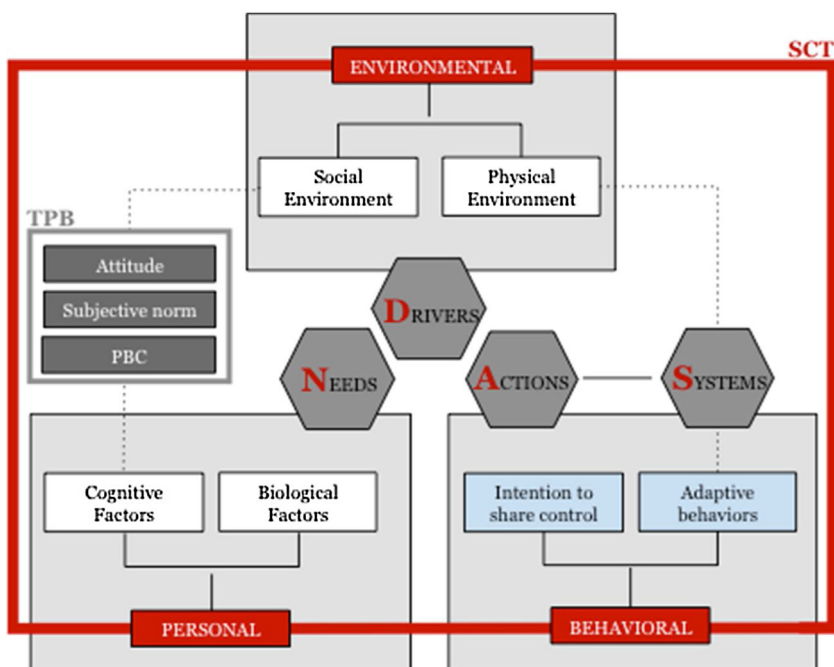 SCT
ENVIRONMENTAL
Social
Environment
Physical
Environment
TPB
Attitude
Subjective norm
PBC
DRIVERS
NEEDS
ACTIONS
SYSTEMS
Cognitive
Factors
Biological
Factors
Intention to
share control
Adaptive
behaviors
PERSONAL
BEHAVIORAL